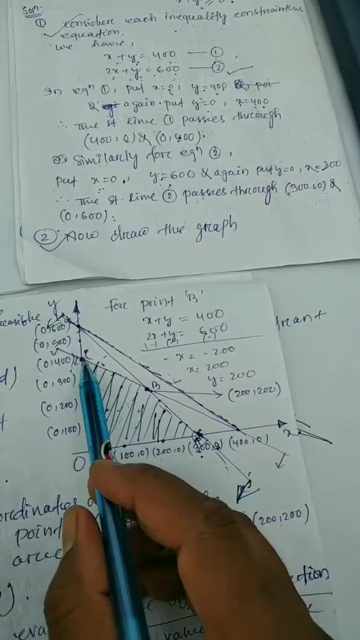 Soln:
① consider each inequality constraints as
equation.
we have,
x + y = 400 — ①
2x + y = 600 — ②
In eqn ①, put x = 0, y = 400
& again put y = 0, x = 400
∴ The st line ① passes through
(400, 0) & (0, 400).
Similarly for eqn ②,
put x = 0, y = 600 & again put y = 0, x = 300
∴ The st line ② passes through (300, 0) &
(0, 600).
② Now draw the graph
Y for point 'B'
(0, 600) x + y = 400
(0, 500) 2x + y = 600
(0, 400) - x = - 200
(0, 300) x = 200
y = 200
(0, 200) B (200, 200)
(0, 100)
O (100, 0) (200, 0) (300, 0) (400, 0) x
coordinates
point (200, 200)
are
value